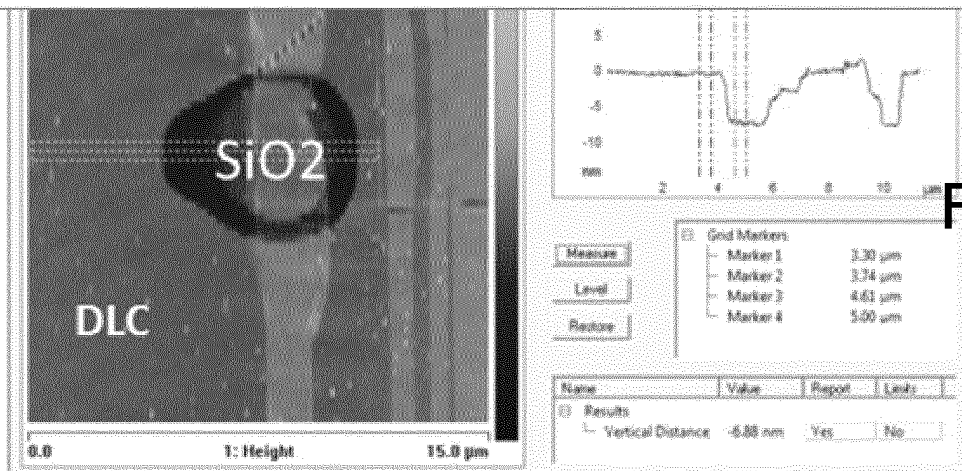 SiO2
DLC
0.0 1: Height 15.0 µm
5
0
-5
-10
nm
2 4 6 8 10 µm
F
Measure
Level
Restore
Grid Markers
Marker 1 3.30 µm
Marker 2 3.74 µm
Marker 3 4.61 µm
Marker 4 5.00 µm
Name Value Report Limits
Results
Vertical Distance -6.88 nm Yes No